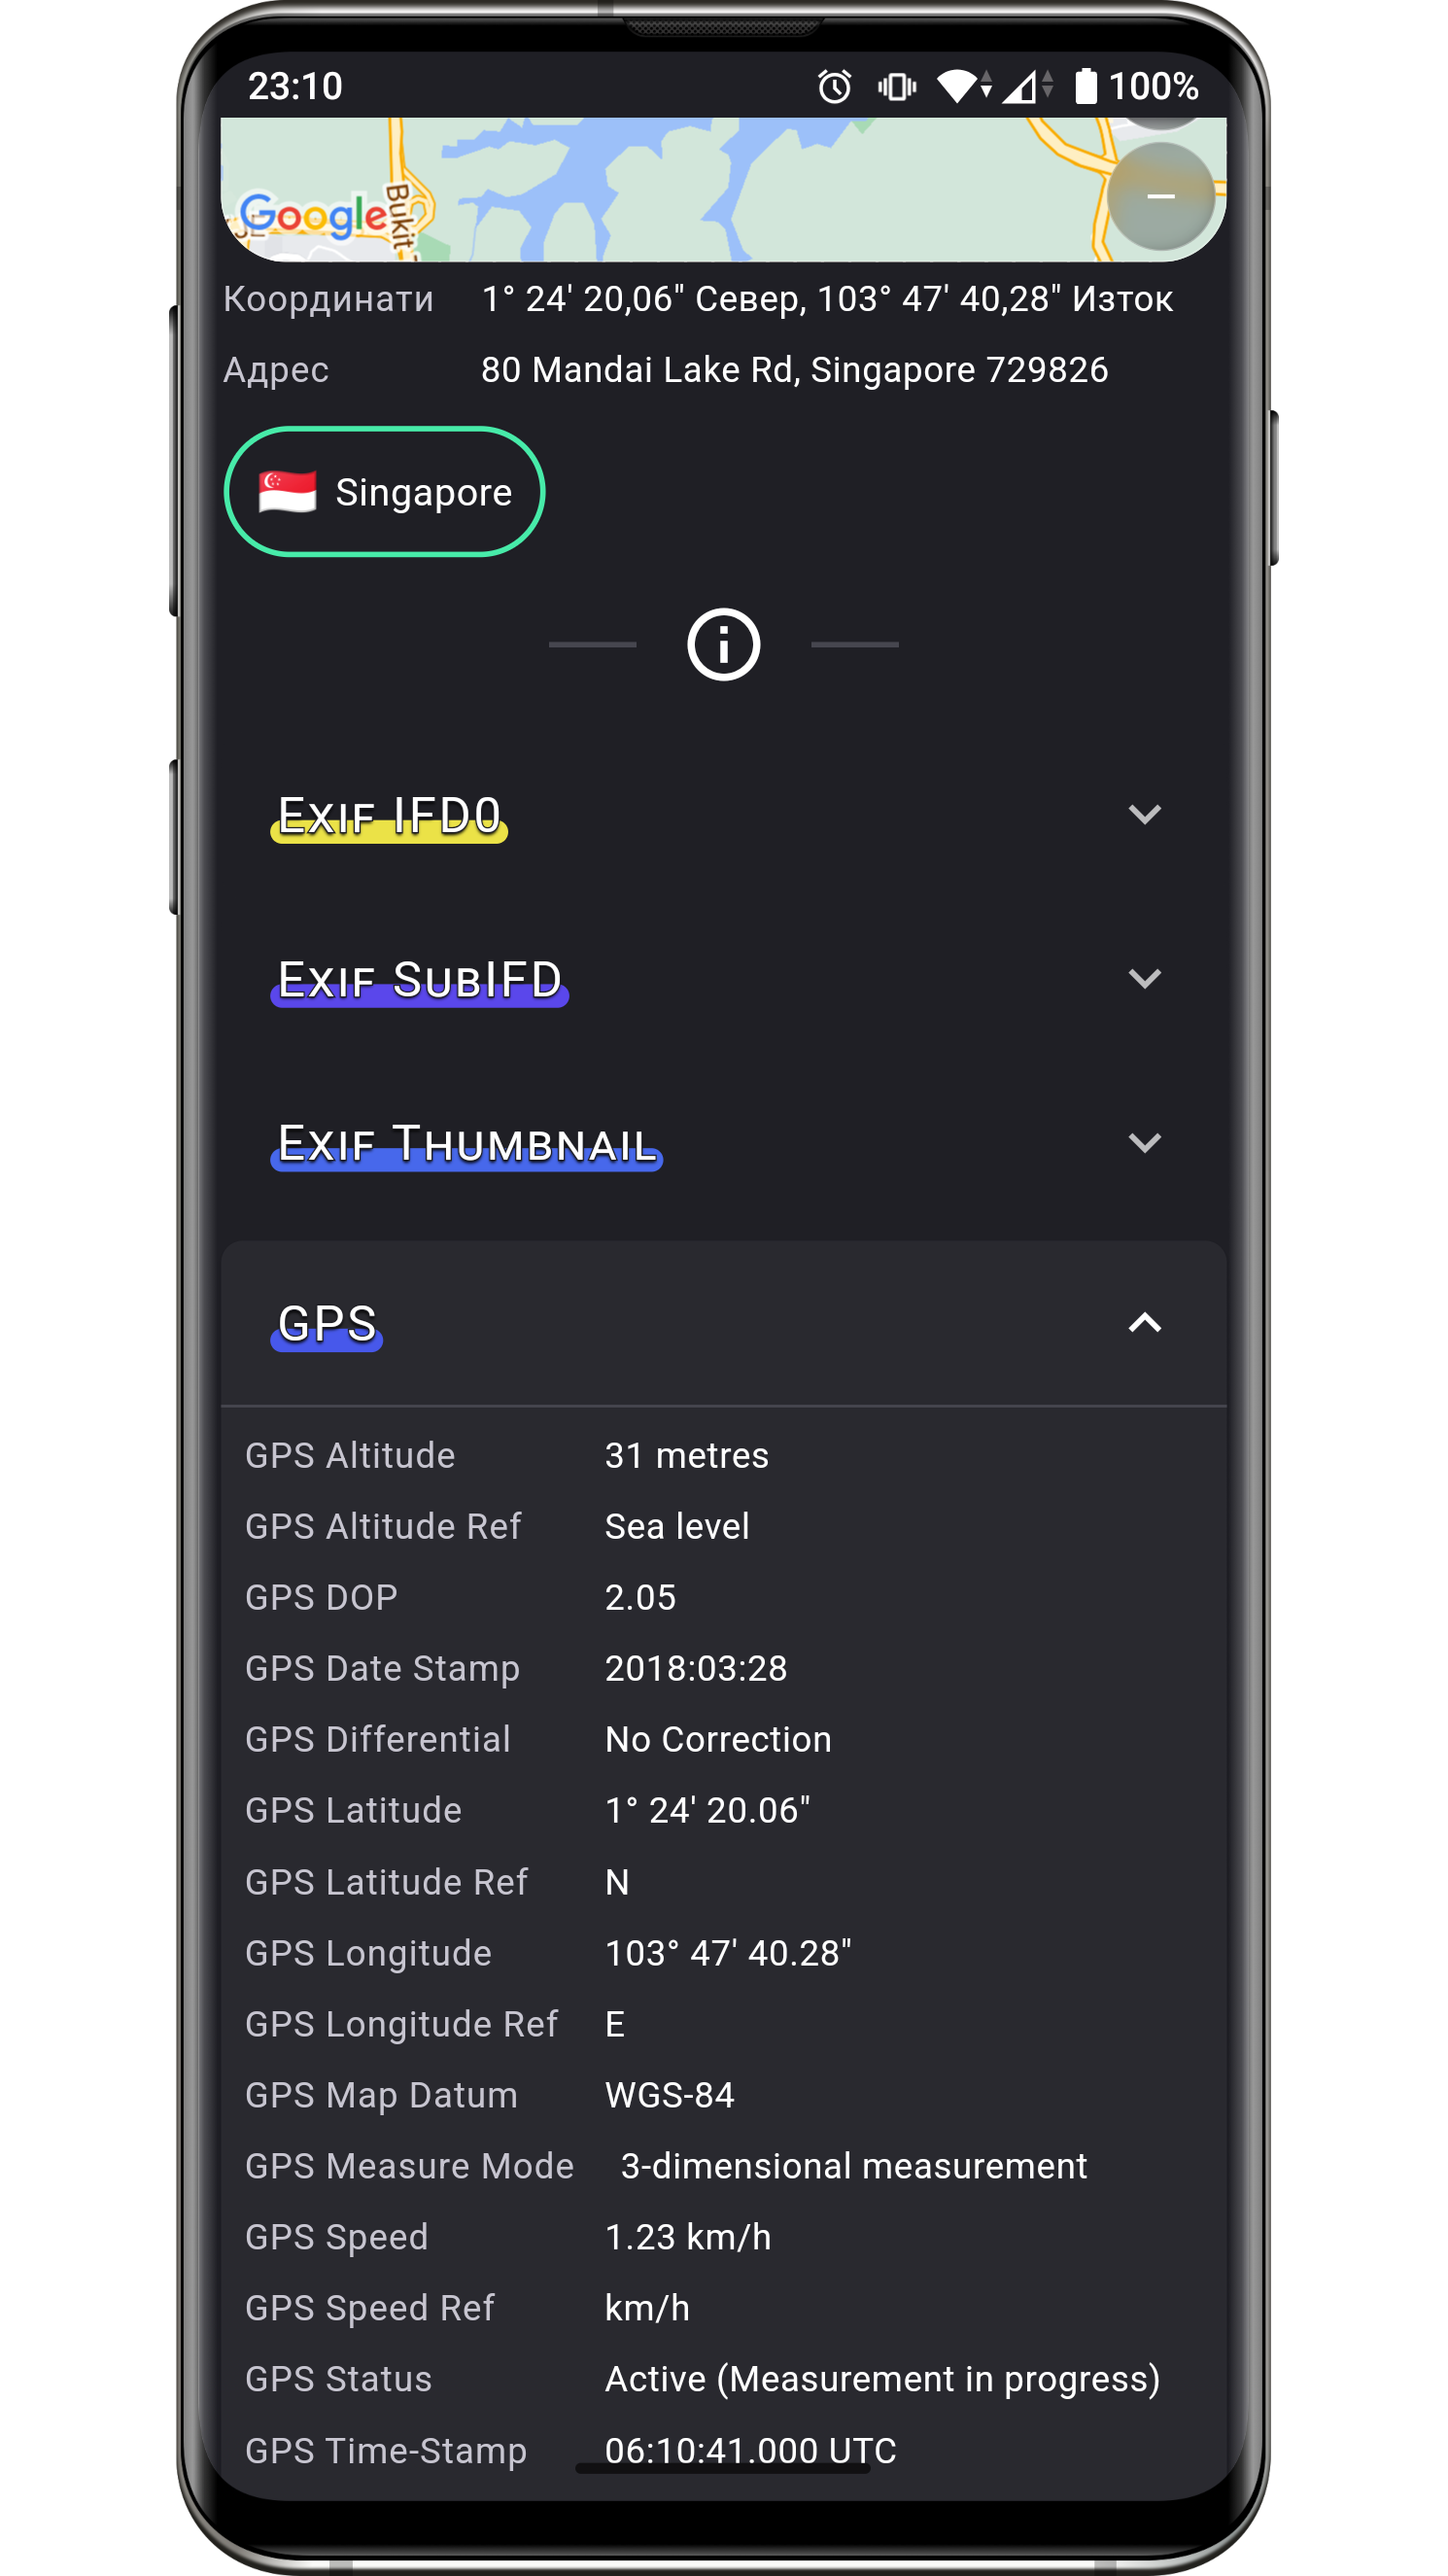 23:10 100%
Google
Bukit
Координати 1° 24' 20,06" Север, 103° 47' 40,28" Изток
Адрес 80 Mandai Lake Rd, Singapore 729826
Singapore
Exif IFD0
Exif SubIFD
Exif Thumbnail
GPS
GPS Altitude 31 metres
GPS Altitude Ref Sea level
GPS DOP 2.05
GPS Date Stamp 2018:03:28
GPS Differential No Correction
GPS Latitude 1° 24' 20.06"
GPS Latitude Ref N
GPS Longitude 103° 47' 40.28"
GPS Longitude Ref E
GPS Map Datum WGS-84
GPS Measure Mode 3-dimensional measurement
GPS Speed 1.23 km/h
GPS Speed Ref km/h
GPS Status Active (Measurement in progress)
GPS Time-Stamp 06:10:41.000 UTC